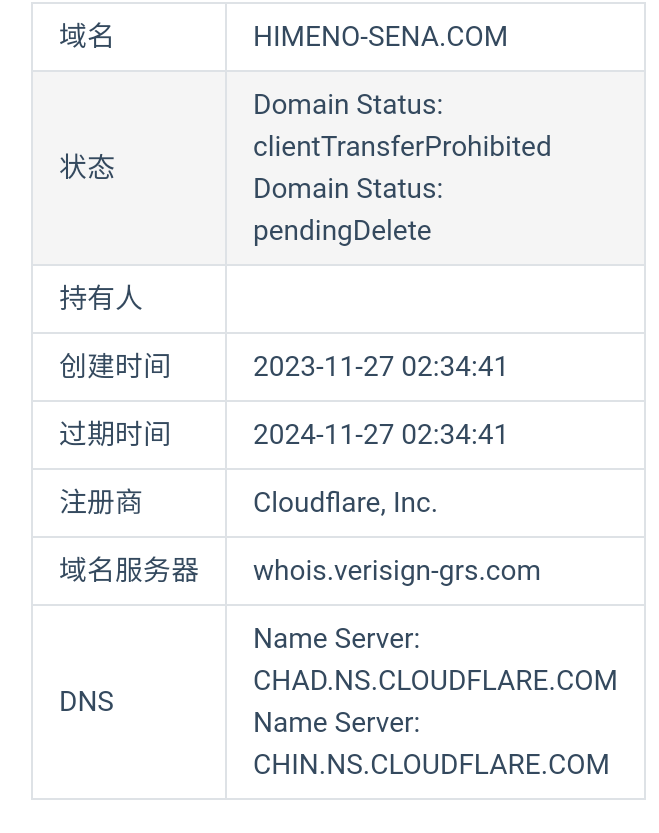 域名
HIMENO-SENA.COM
状态
Domain Status:
clientTransferProhibited
Domain Status:
pendingDelete
持有人
创建时间
2023-11-27 02:34:41
过期时间
2024-11-27 02:34:41
注册商
Cloudflare, Inc.
域名服务器
whois.verisign-grs.com
DNS
Name Server:
CHAD.NS.CLOUDFLARE.COM
Name Server:
CHIN.NS.CLOUDFLARE.COM